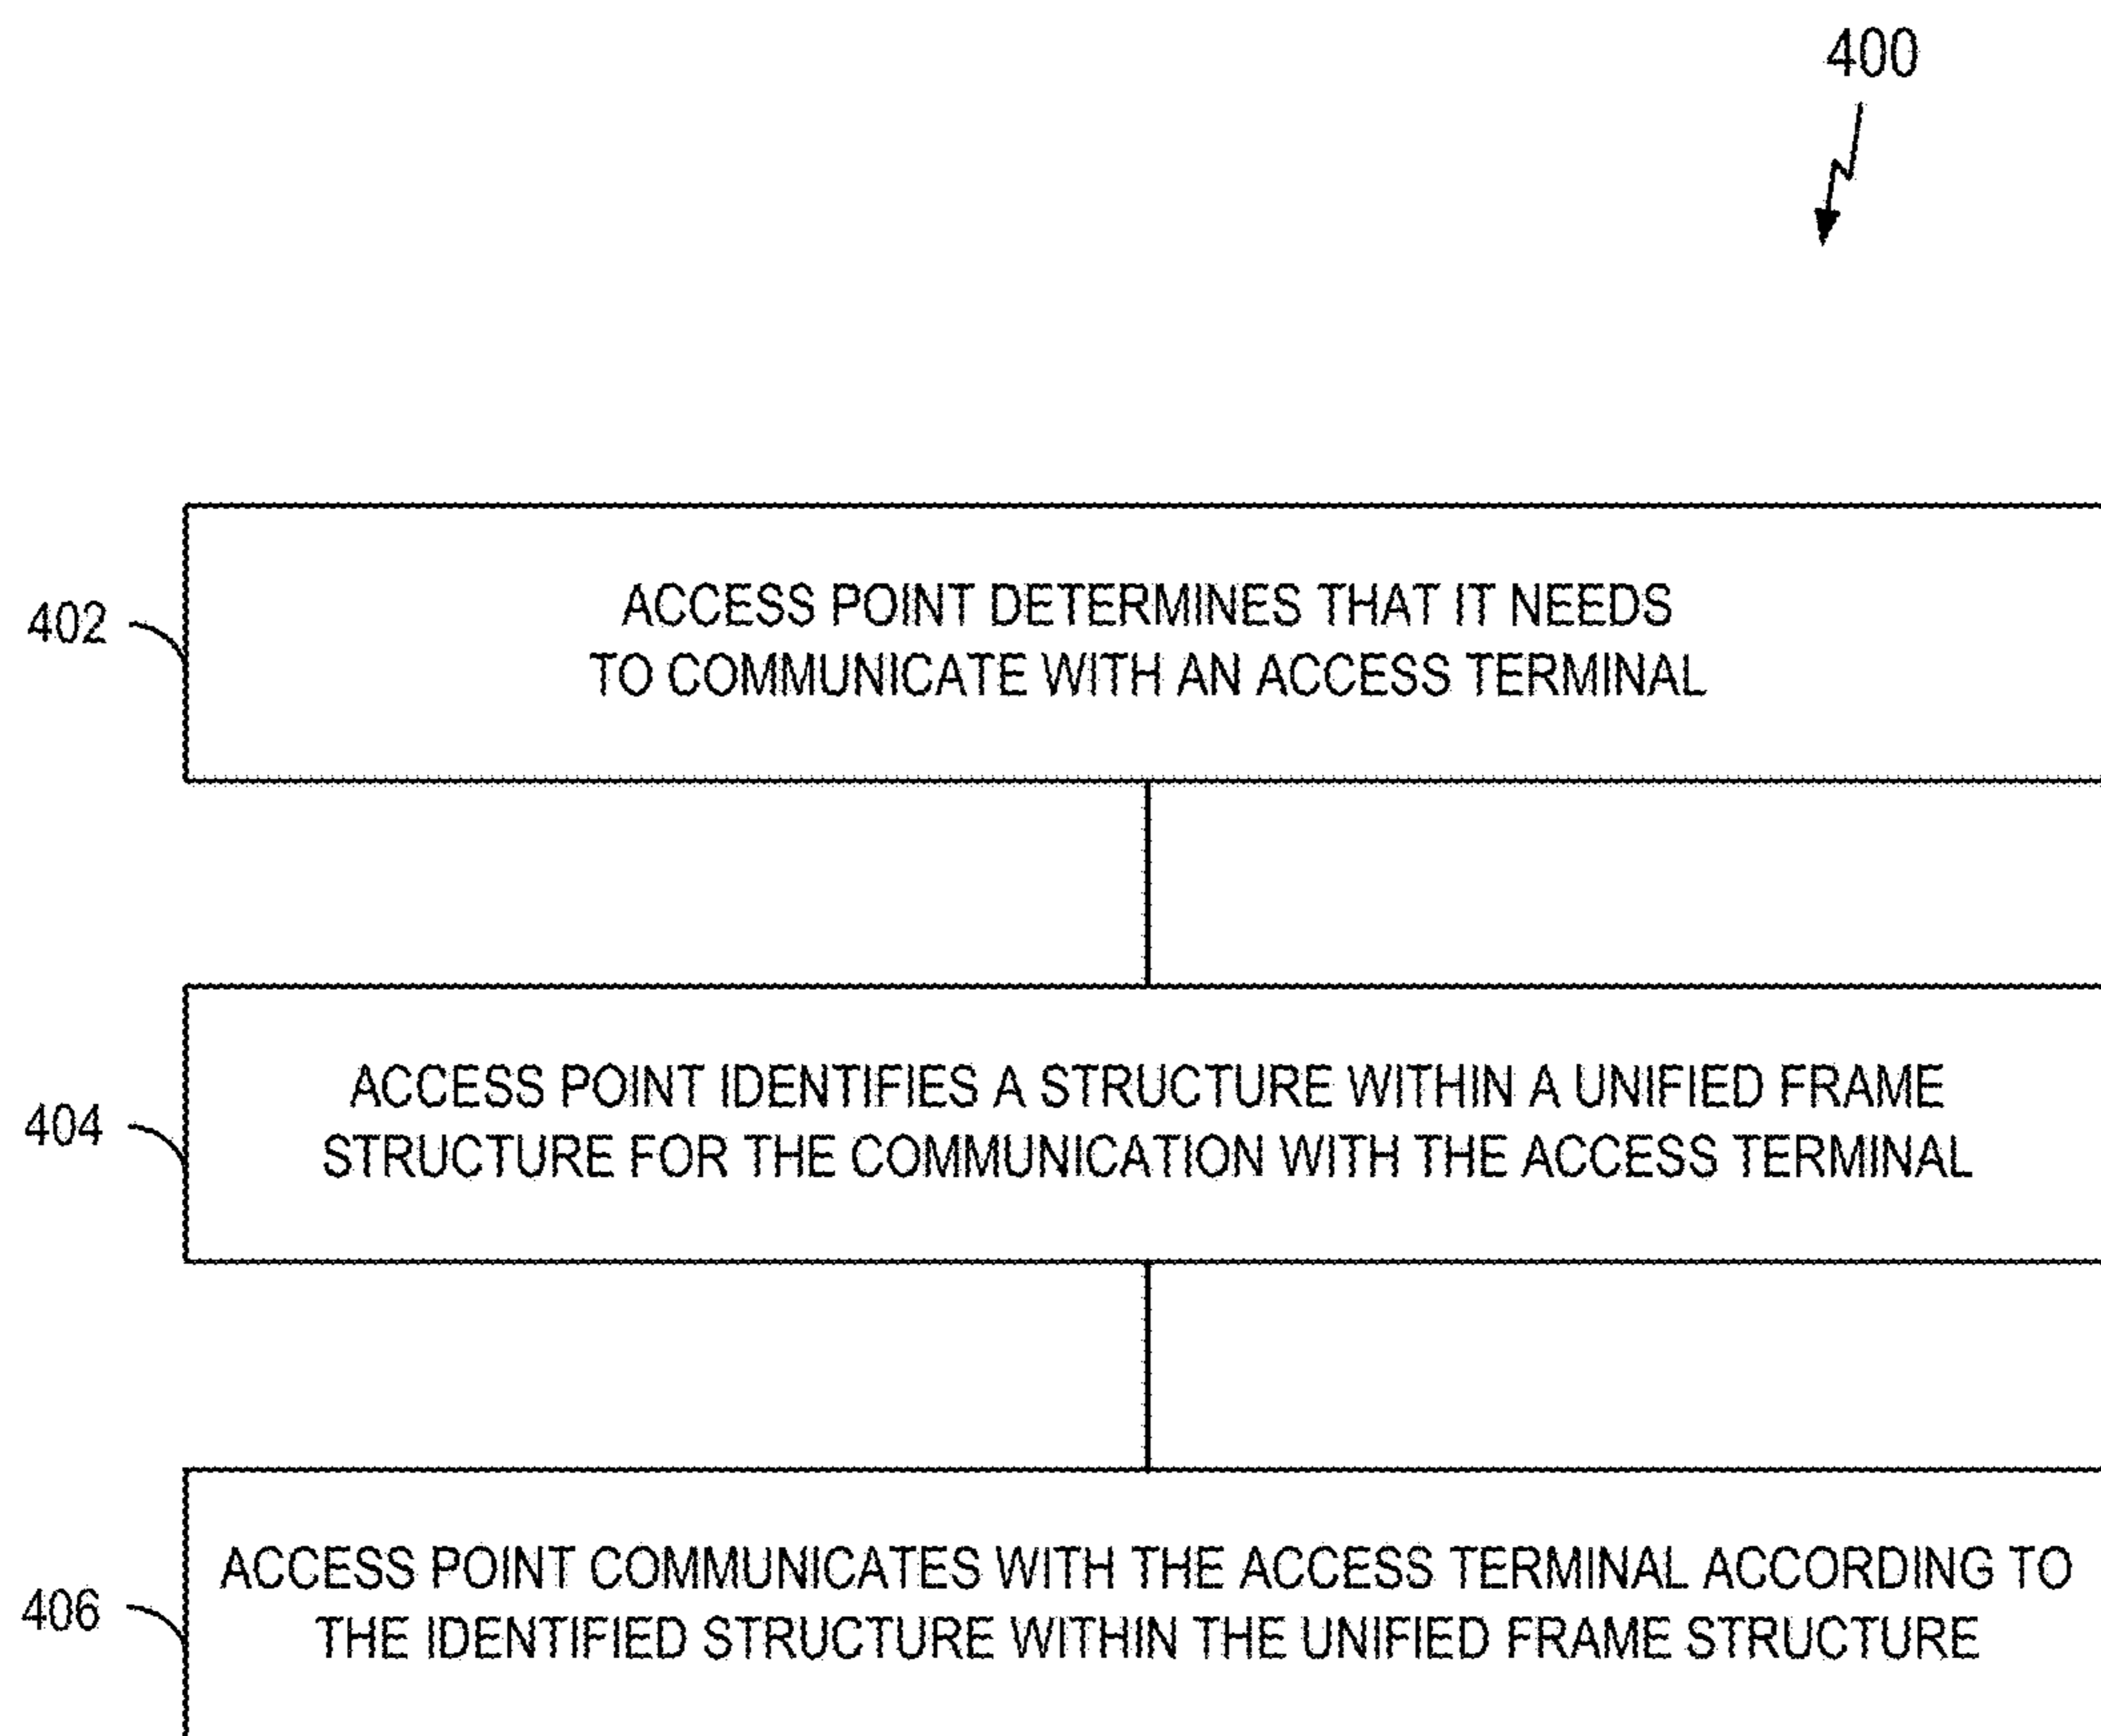 400
402
ACCESS POINT DETERMINES THAT IT NEEDS
TO COMMUNICATE WITH AN ACCESS TERMINAL
404
ACCESS POINT IDENTIFIES A STRUCTURE WITHIN A UNIFIED FRAME
STRUCTURE FOR THE COMMUNICATION WITH THE ACCESS TERMINAL
406
ACCESS POINT COMMUNICATES WITH THE ACCESS TERMINAL ACCORDING TO
THE IDENTIFIED STRUCTURE WITHIN THE UNIFIED FRAME STRUCTURE